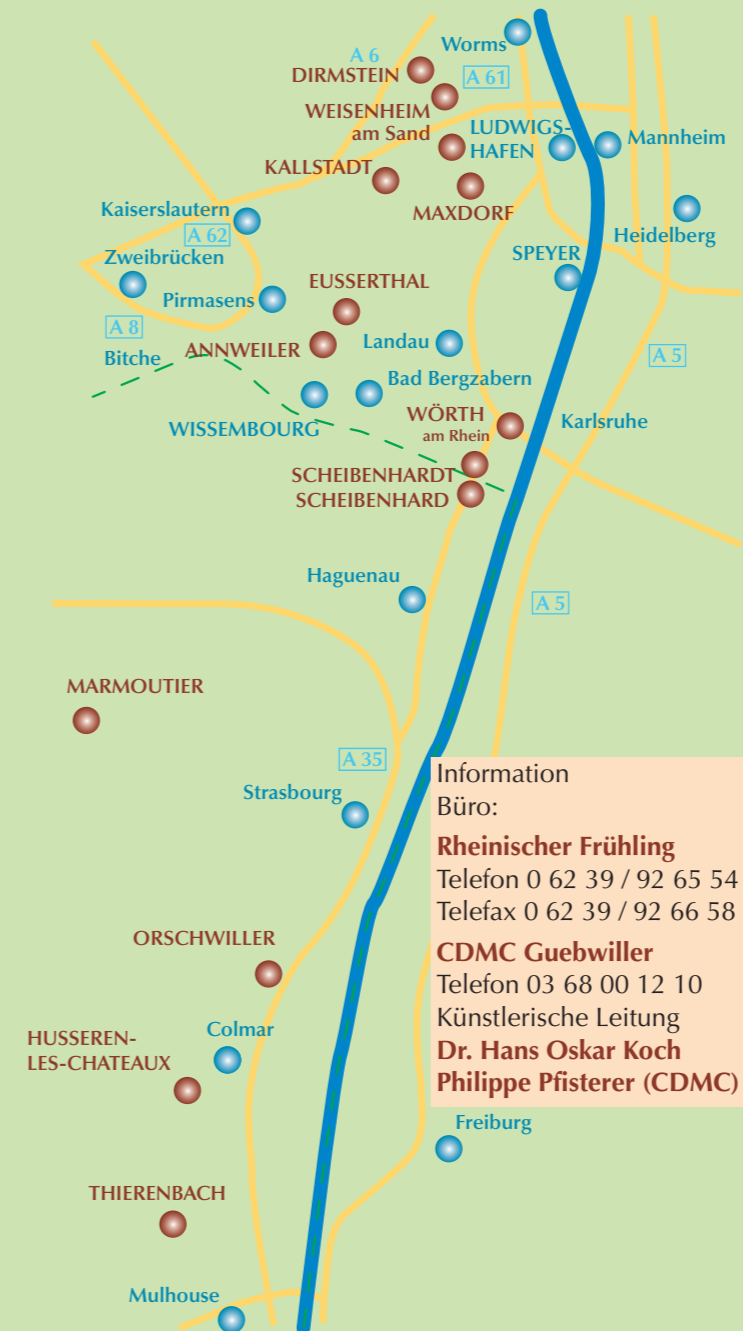 Worms
A 6
DIRMSTEIN
A 61
WEISENHEIM
am Sand
LUDWIGS-
HAFEN
Mannheim
KALLSTADT
MAXDORF
Kaiserslautern
A 62
Heidelberg
Zweibrücken
SPEYER
EUSSERTHAL
Pirmasens
A 8
Landau
ANNWEILER
Bitche
A 5
Bad Bergzabern
WÖRTH
am Rhein
Karlsruhe
WISSEMBOURG
SCHEIBENHARDT
SCHEIBENHARD
Haguenau
A 5
MARMOUTIER
A 35
Strasbourg
Information
Büro:
Rheinischer Frühling
Telefon 0 62 39 / 92 65 54
Telefax 0 62 39 / 92 66 58
CDMC Guebwiller
Telefon 03 68 00 12 10
Künstlerische Leitung
Dr. Hans Oskar Koch
Philippe Pfisterer (CDMC)
ORSCHWILLER
HUSSEREN-
LES-CHATEAUX
Colmar
Freiburg
THIERENBACH
Mulhouse